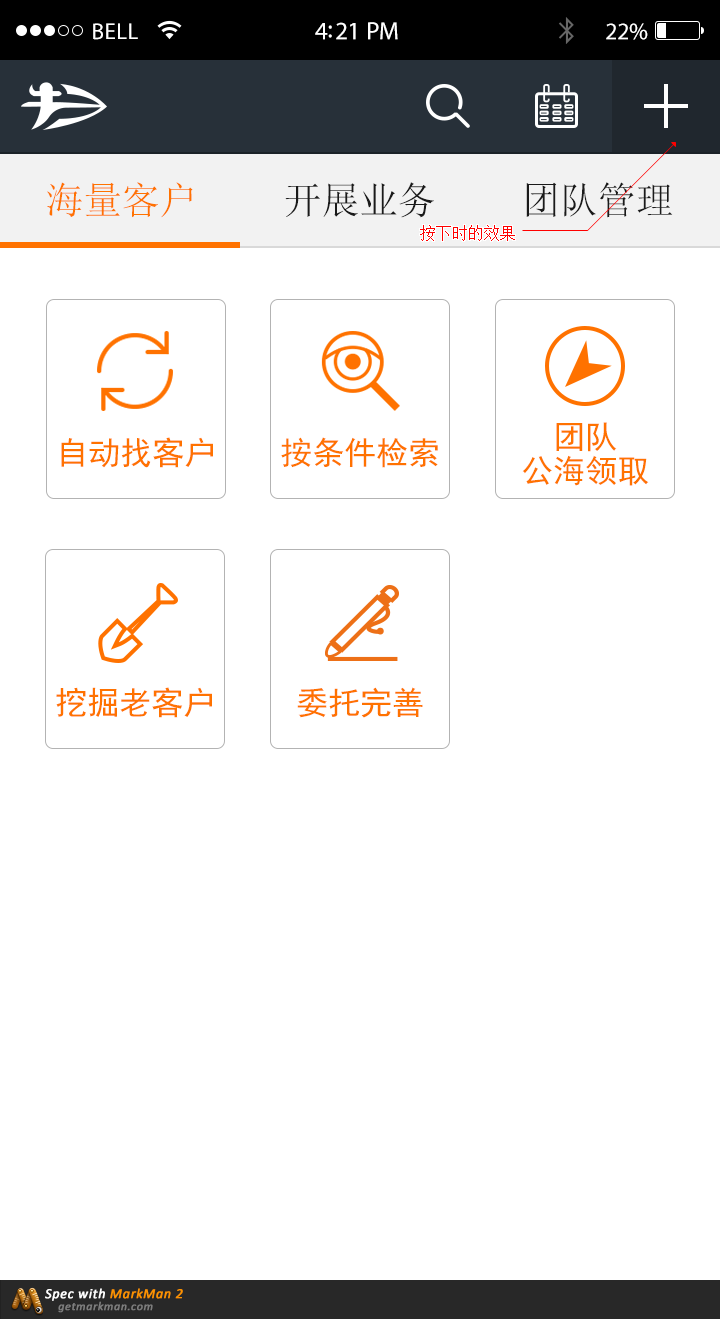 BELL 4:21 PM 22%
海量客户 开展业务 团队管理
按下时的效果
自动找客户 按条件检索 团队
公海领取
挖掘老客户 委托完善
Spec with MarkMan 2
getmarkman.com